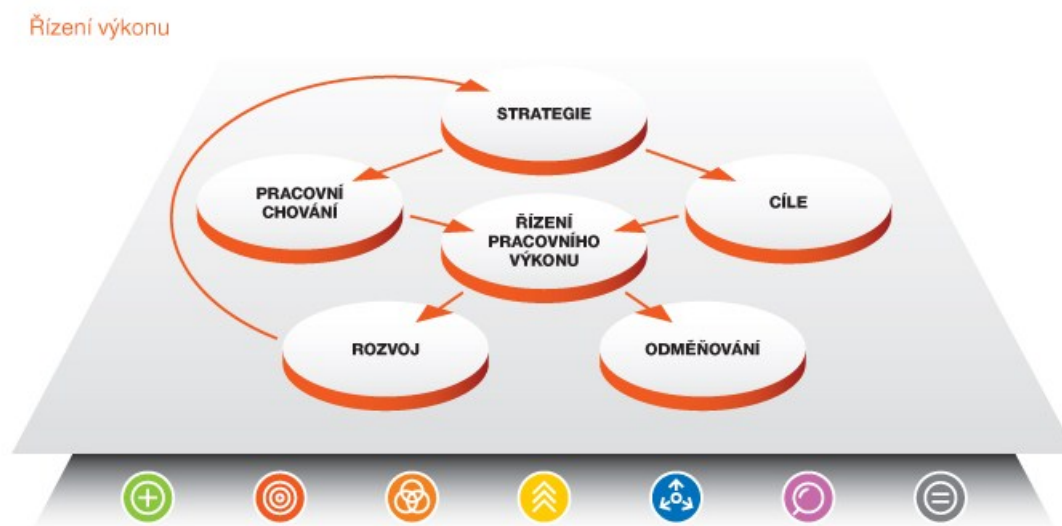 Řízení výkonu
STRATEGIE
PRACOVNÍ
CHOVÁNÍ
CÍLE
ŘÍZENÍ
PRACOVNÍHO
VÝKONU
ROZVOJ
ODMĚŇOVÁNÍ